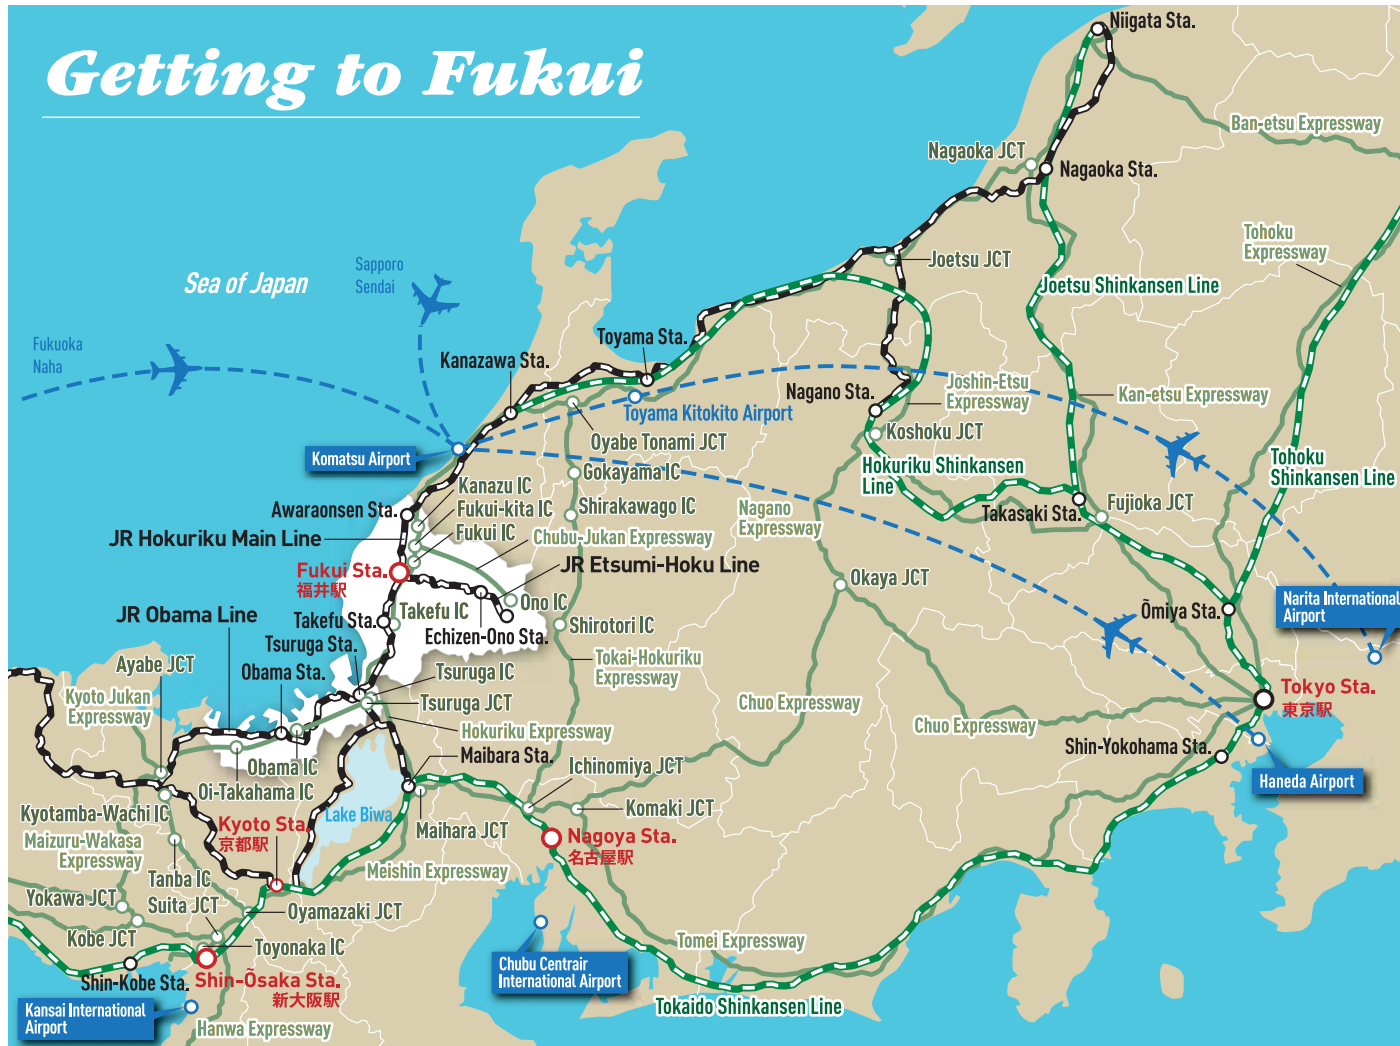 Getting to Fukui
Niigata Sta.
Ban-etsu Expressway
Nagaoka JCT
Nagaoka Sta.
Tohoku
Expressway
Joetsu JCT
Sapporo
Sendai
Sea of Japan
Joetsu Shinkansen Line
Fukuoka
Naha
Toyama Sta.
Kanazawa Sta.
Nagano Sta.
Joshin-Etsu
Expressway
Kan-etsu Expressway
Toyama Kitokito Airport
Oyabe Tonami JCT
Koshoku JCT
Komatsu Airport
Hokuriku Shinkansen
Line
Tohoku
Shinkansen Line
Gokayama IC
Kanazu IC
Fukui-kita IC
Fukui IC
Awaraonsen Sta.
Shirakawago IC
Nagano
Expressway
Takasaki Sta.
Fujioka JCT
JR Hokuriku Main Line
Chubu-Jukan Expressway
JR Etsumi-Hoku Line
Fukui Sta.
福井駅
Okaya JCT
Narita International
Airport
Ono IC
JR Obama Line
Takefu IC
Takefu Sta.
Echizen-Ono Sta.
Shirotori IC
Ōmiya Sta.
Tsuruga Sta.
Ayabe JCT
Obama Sta.
Tsuruga IC
Tokai-Hokuriku
Expressway
Kyoto Jukan
Expressway
Tsuruga JCT
Chuo Expressway
Tokyo Sta.
東京駅
Hokuriku Expressway
Chuo Expressway
Maibara Sta.
Shin-Yokohama Sta.
Obama IC
Oi-Takahama IC
Ichinomiya JCT
Haneda Airport
Kyotamba-Wachi IC
Lake Biwa
Komaki JCT
Kyoto Sta.
京都駅
Maihara JCT
Nagoya Sta.
名古屋駅
Maizuru-Wakasa
Expressway
Meishin Expressway
Tanba IC
Yokawa JCT
Suita JCT
Oyamazaki JCT
Kobe JCT
Toyonaka IC
Tomei Expressway
Chubu Centrair
International Airport
Shin-Kobe Sta.
Shin-Ōsaka Sta.
新大阪駅
Tokaido Shinkansen Line
Kansai International
Airport
Hanwa Expressway